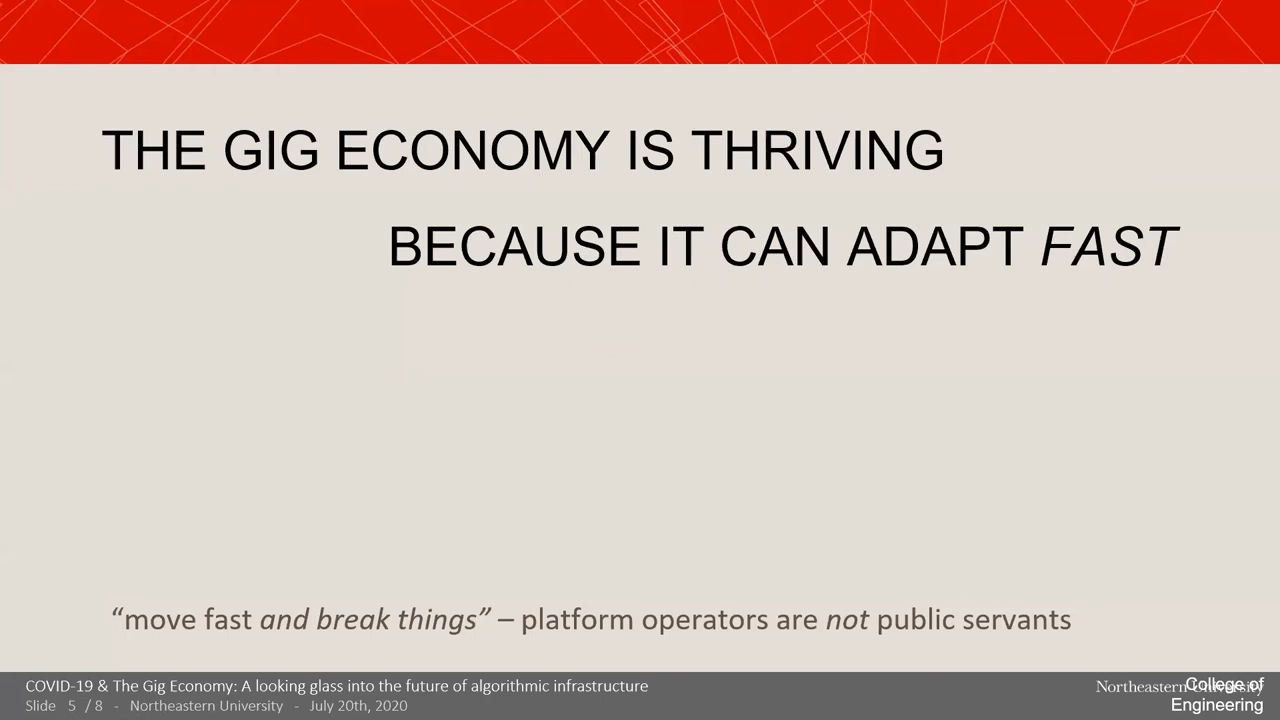 THE GIG ECONOMY IS THRIVING
BECAUSE IT CAN ADAPT FAST
“move fast and break things” – platform operators are not public servants
COVID-19 & The Gig Economy: A looking glass into the future of algorithmic infrastructure
Slide 5 / 8 - Northeastern University - July 20th, 2020
Northeastern University
College of
Engineering